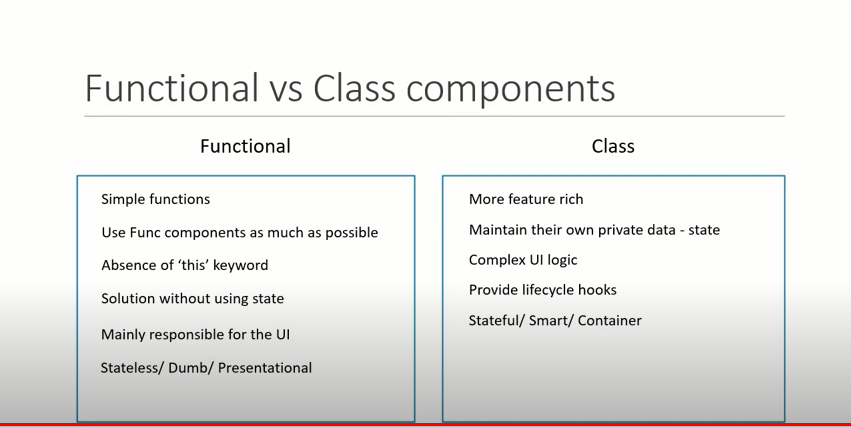 Functional vs Class components
Functional
Simple functions
Use Func components as much as possible
Absence of ‘this’ keyword
Solution without using state
Mainly responsible for the UI
Stateless/ Dumb/ Presentational
Class
More feature rich
Maintain their own private data - state
Complex UI logic
Provide lifecycle hooks
Stateful/ Smart/ Container